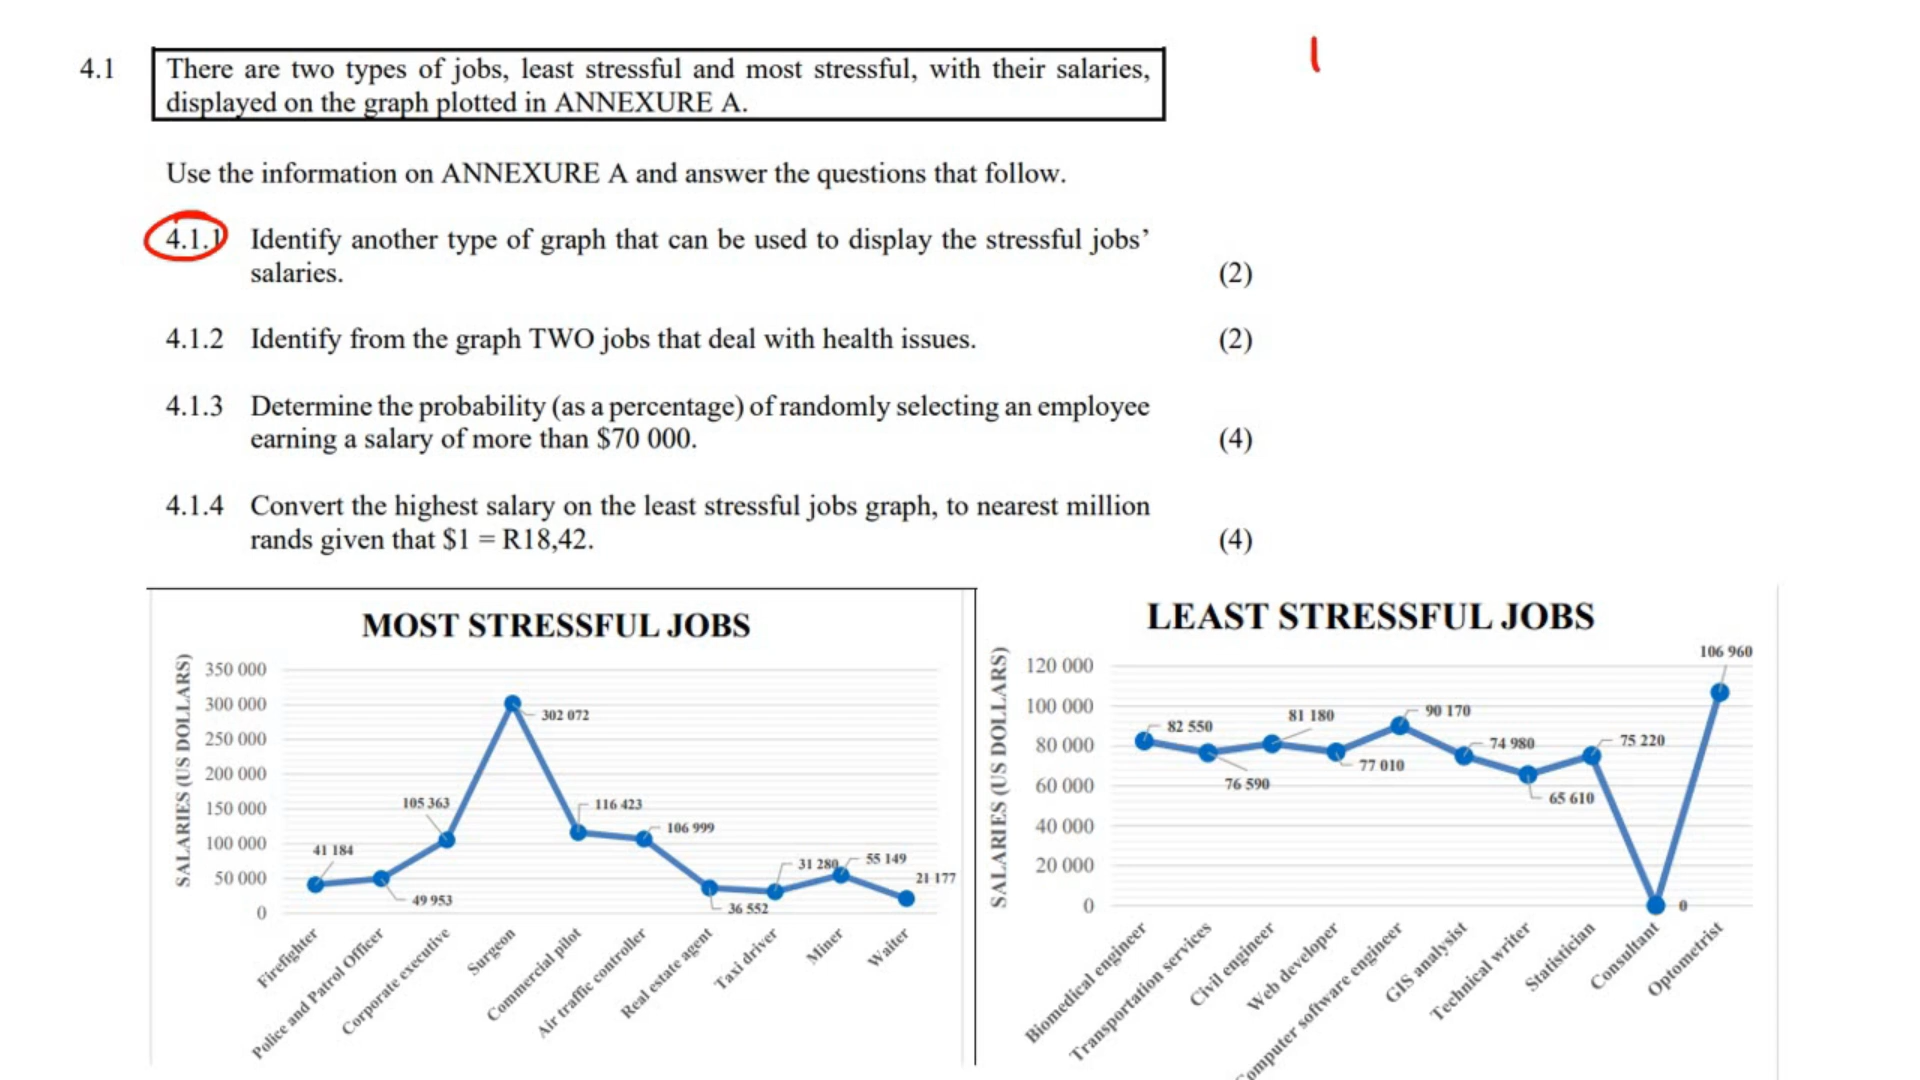 4.1 There are two types of jobs, least stressful and most stressful, with their salaries,
displayed on the graph plotted in ANNEXURE A.
Use the information on ANNEXURE A and answer the questions that follow.
4.1.1 Identify another type of graph that can be used to display the stressful jobs’
salaries. (2)
4.1.2 Identify from the graph TWO jobs that deal with health issues. (2)
4.1.3 Determine the probability (as a percentage) of randomly selecting an employee
earning a salary of more than $70 000. (4)
4.1.4 Convert the highest salary on the least stressful jobs graph, to nearest million
rands given that $1 = R18,42. (4)
MOST STRESSFUL JOBS
SALARIES (US DOLLARS)
350 000
300 000
250 000
200 000
150 000
100 000
50 000
0
41 184
49 953
105 363
302 072
116 423
106 999
36 552
31 280
55 149
21 177
Firefighter
Police and Patrol Officer
Corporate executive
Surgeon
Commercial pilot
Air traffic controller
Real estate agent
Taxi driver
Miner
Waiter
LEAST STRESSFUL JOBS
SALARIES (US DOLLARS)
120 000
100 000
80 000
60 000
40 000
20 000
0
82 550
76 590
81 180
77 010
90 170
74 980
65 610
75 220
0
106 960
Biomedical engineer
Transportation services
Civil engineer
Web developer
omputer software engineer
GIS analysist
Technical writer
Statistician
Consultant
Optometrist